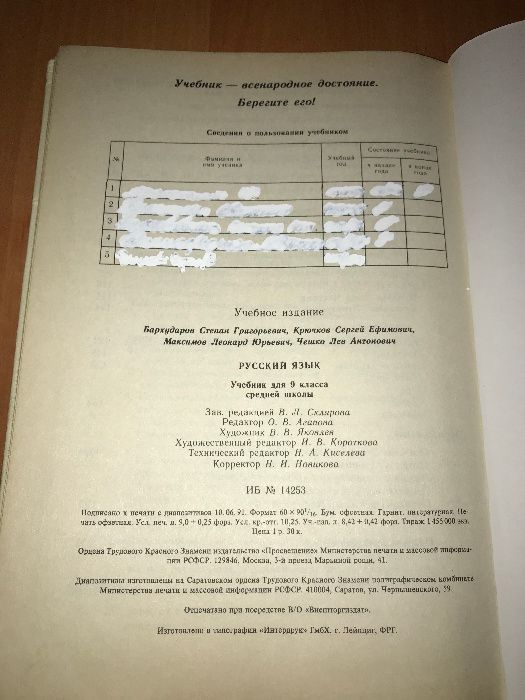 Учебник — всенародное достояние.
Берегите его!
Сведения о пользовании учебником
№
Фамилия и
имя ученика
Учебный
год
Состояние учебника
в начале
года
в конце
года
1
2
3
4
5
Учебное издание
Бархударов Степан Григорьевич, Крючков Сергей Ефимович,
Максимов Леонард Юрьевич, Чешко Лев Антонович
РУССКИЙ ЯЗЫК
Учебник для 9 класса
средней школы
Зав. редакцией В. Л. Склярова
Редактор О. В. Агапова
Художник В. В. Яковлев
Художественный редактор И. В. Короткова
Технический редактор Н. А. Киселева
Корректор Н. И. Новикова
ИБ № 14253
Подписано к печати с диапозитивов 10.06.91. Формат 60 × 90¹/₁₆. Бум. офсетная. Гарнит. литературная. Пе-
чать офсетная. Усл. печ. л. 9,0 + 0,25 форз. Усл. кр.-отт. 10,25. Уч.-изд. л. 8,42 + 0,42 форз. Тираж 1 455 000 экз.
Цена 1 р. 30 к.
Ордена Трудового Красного Знамени издательство «Просвещение» Министерства печати и массовой информа-
ции РСФСР. 129846, Москва, 3-й проезд Марьиной рощи, 41.
Диапозитивы изготовлены на Саратовском ордена Трудового Красного Знамени полиграфическом комбинате
Министерства печати и массовой информации РСФСР. 410004, Саратов, ул. Чернышевского, 59.
Отпечатано при посредстве В/О «Внешторгиздат».
Изготовлено в типографии «Интердрук» ГмбХ. г. Лейпциг, ФРГ.